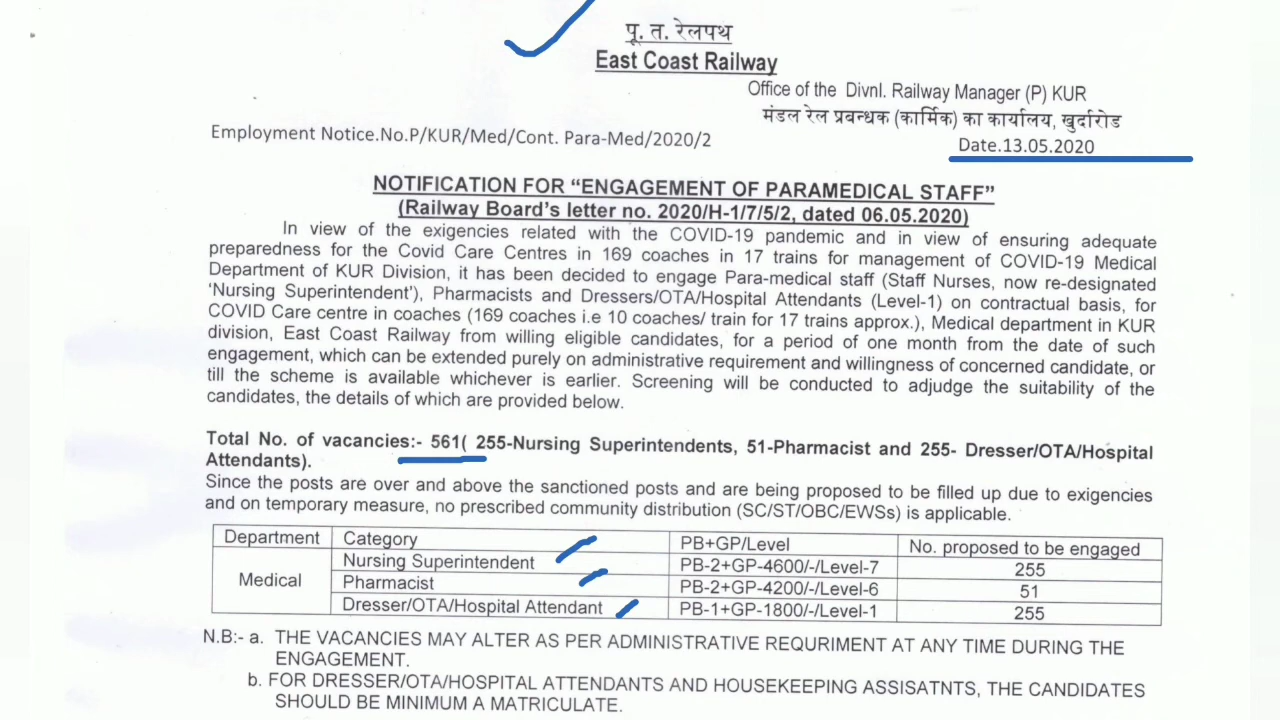 पू. त. रेलपथ
East Coast Railway
Office of the Divnl. Railway Manager (P) KUR
मंडल रेल प्रबन्धक (कार्मिक) का कार्यालय, खुर्दारोड
Employment Notice.No.P/KUR/Med/Cont. Para-Med/2020/2
Date.13.05.2020
NOTIFICATION FOR “ENGAGEMENT OF PARAMEDICAL STAFF”
(Railway Board’s letter no. 2020/H-1/7/5/2, dated 06.05.2020)
In view of the exigencies related with the COVID-19 pandemic and in view of ensuring adequate
preparedness for the Covid Care Centres in 169 coaches in 17 trains for management of COVID-19 Medical
Department of KUR Division, it has been decided to engage Para-medical staff (Staff Nurses, now re-designated
‘Nursing Superintendent’), Pharmacists and Dressers/OTA/Hospital Attendants (Level-1) on contractual basis, for
COVID Care centre in coaches (169 coaches i.e 10 coaches/ train for 17 trains approx.), Medical department in KUR
division, East Coast Railway from willing eligible candidates, for a period of one month from the date of such
engagement, which can be extended purely on administrative requirement and willingness of concerned candidate, or
till the scheme is available whichever is earlier. Screening will be conducted to adjudge the suitability of the
candidates, the details of which are provided below.
Total No. of vacancies:- 561( 255-Nursing Superintendents, 51-Pharmacist and 255- Dresser/OTA/Hospital
Attendants).
Since the posts are over and above the sanctioned posts and are being proposed to be filled up due to exigencies
and on temporary measure, no prescribed community distribution (SC/ST/OBC/EWSs) is applicable.
Department Category PB+GP/Level No. proposed to be engaged
Medical Nursing Superintendent PB-2+GP-4600/-/Level-7 255
Pharmacist PB-2+GP-4200/-/Level-6 51
Dresser/OTA/Hospital Attendant PB-1+GP-1800/-/Level-1 255
N.B:- a. THE VACANCIES MAY ALTER AS PER ADMINISTRATIVE REQURIMENT AT ANY TIME DURING THE
ENGAGEMENT.
b. FOR DRESSER/OTA/HOSPITAL ATTENDANTS AND HOUSEKEEPING ASSISATNTS, THE CANDIDATES
SHOULD BE MINIMUM A MATRICULATE.